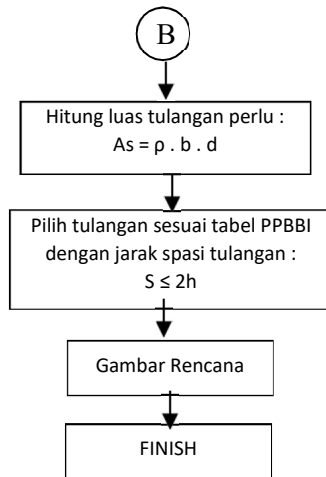 B
Hitung luas tulangan perlu :
As = ρ . b . d
Pilih tulangan sesuai tabel PPBBI
dengan jarak spasi tulangan :
S ≤ 2h
Gambar Rencana
FINISH